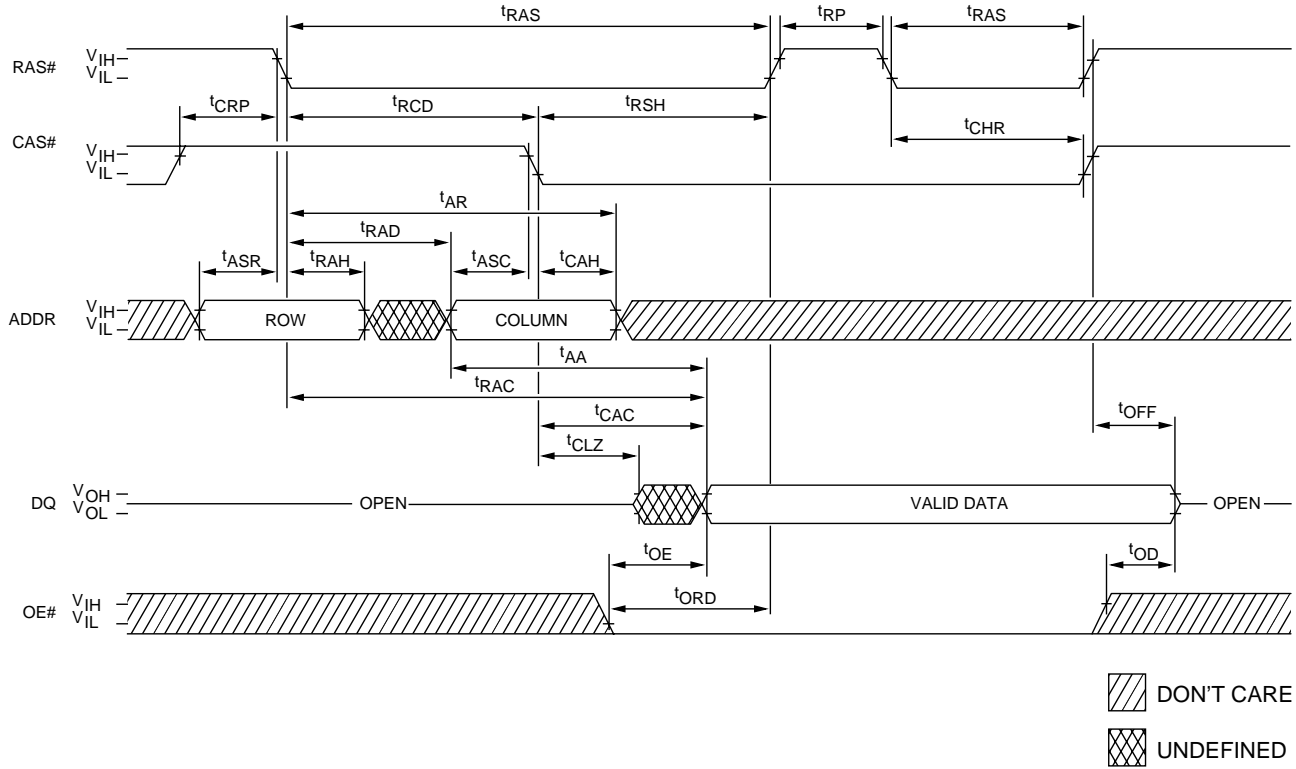 tRAS tRP tRAS
RAS# VIH
VIL
tCRP tRCD tRSH
tCHR
CAS# VIH
VIL
tAR
tRAD
tASR tRAH tASC tCAH
ADDR VIH
VIL
ROW COLUMN
tAA
tRAC
tCAC tOFF
tCLZ
DQ VOH
VOL
OPEN VALID DATA OPEN
tOE tOD
tORD
OE# VIH
VIL
DON'T CARE
UNDEFINED